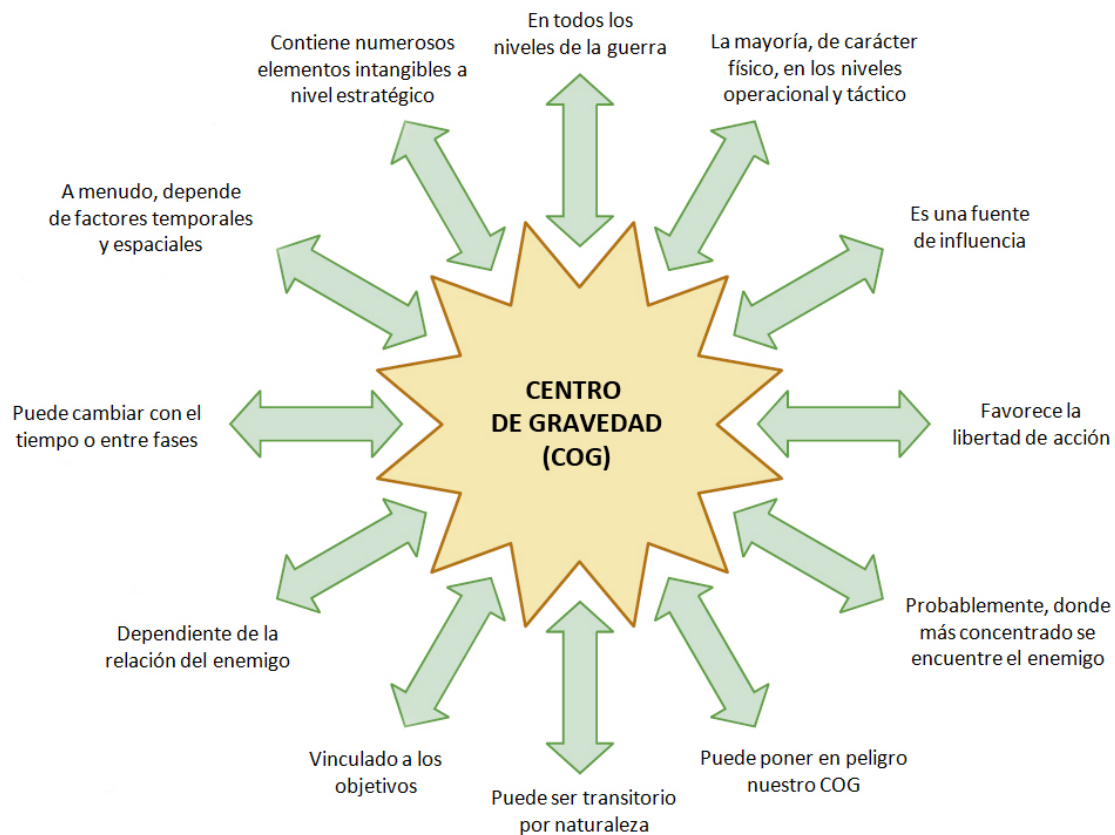 En todos los
niveles de la guerra
La mayoría, de carácter
físico, en los niveles
operacional y táctico
Es una fuente
de influencia
Favorece la
libertad de acción
Probablemente, donde
más concentrado se
encuentre el enemigo
Puede poner en peligro
nuestro COG
Puede ser transitorio
por naturaleza
Vinculado a los
objetivos
Dependiente de la
relación del enemigo
Puede cambiar con el
tiempo o entre fases
A menudo, depende
de factores temporales
y espaciales
Contiene numerosos
elementos intangibles a
nivel estratégico
CENTRO
DE GRAVEDAD
(COG)